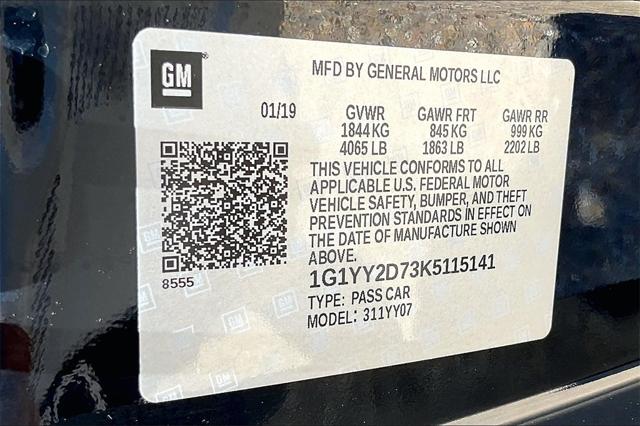 GM
MFD BY GENERAL MOTORS LLC
01/19 GVWR GAWR FRT GAWR RR
1844 KG 845 KG 999 KG
4065 LB 1863 LB 2202 LB
THIS VEHICLE CONFORMS TO ALL
APPLICABLE U.S. FEDERAL MOTOR
VEHICLE SAFETY, BUMPER, AND THEFT
PREVENTION STANDARDS IN EFFECT ON
THE DATE OF MANUFACTURE SHOWN
ABOVE.
8555
1G1YY2D73K5115141
TYPE: PASS CAR
MODEL: 311YY07